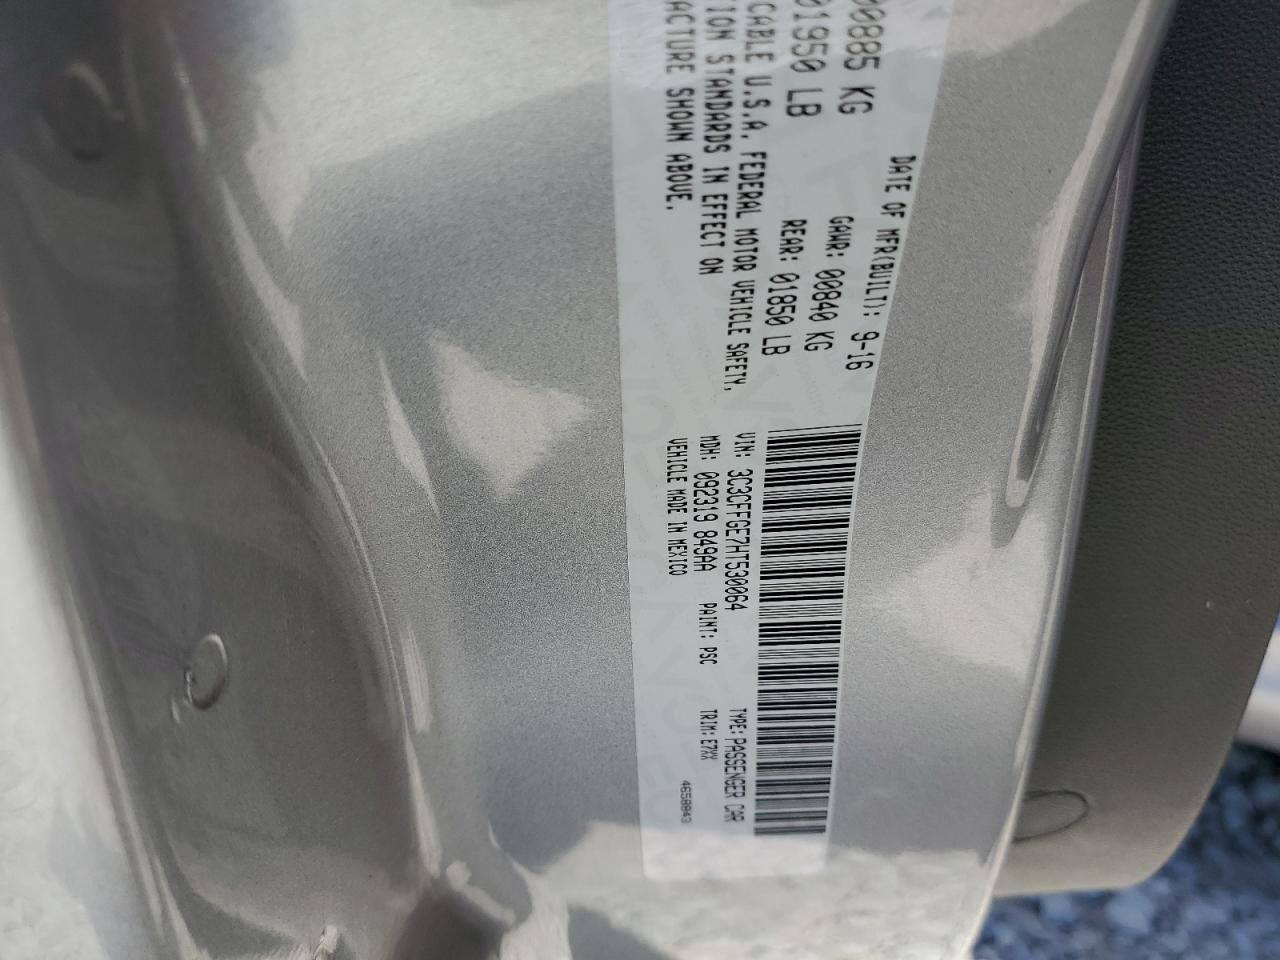 DATE OF MFR(BUILT): 9-16
00885 KG GAWR: 00840 KG
01950 LB REAR: 01850 LB
CABLE U.S.A. FEDERAL MOTOR VEHICLE SAFETY,
ION STANDARDS IN EFFECT ON
ACTURE SHOWN ABOVE.
VIN: 3C3CFFGE7HT530064 TYPE: PASSENGER CAR
MDH: 092319 849AA PAINT: PSC TRIM: E7XX
VEHICLE MADE IN MEXICO 4658843